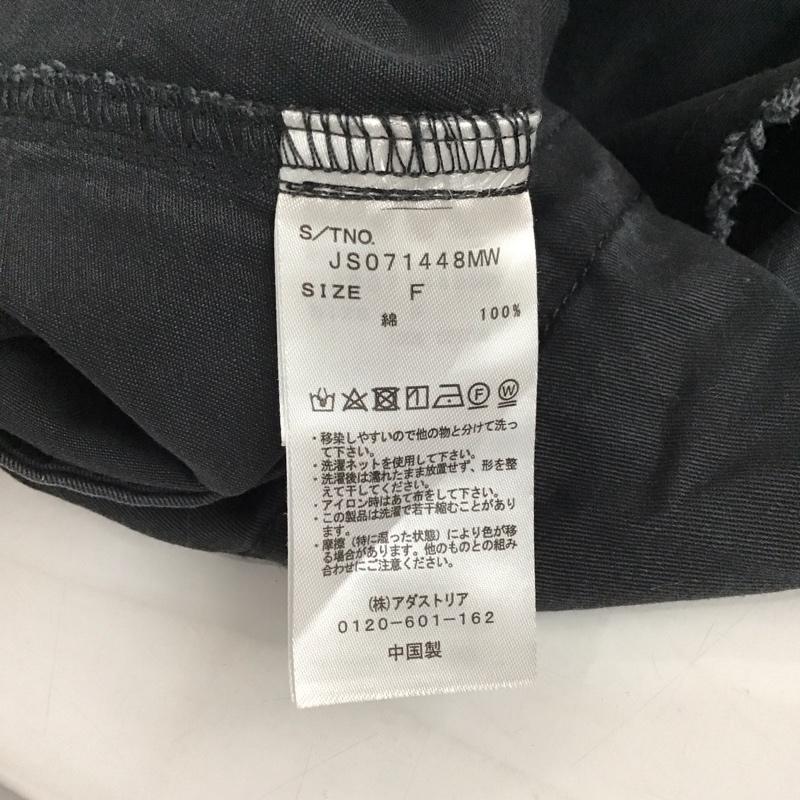 S/TNO.
JS071448MW
SIZE F
綿 100%
F W
・移染しやすいので他の物と分けて洗っ
て下さい。
・洗濯ネットを使用して下さい。
・洗濯後は濡れたまま放置せず、形を整
えて干してください。
・アイロン時はあて布をして下さい。
・この製品は洗濯で若干縮むことがあり
ます。
・摩擦（特に湿った状態）により色が移
る場合があります。他のものとの組み
合わせにご注意ください。
(株)アダストリア
0120-601-162
中国製